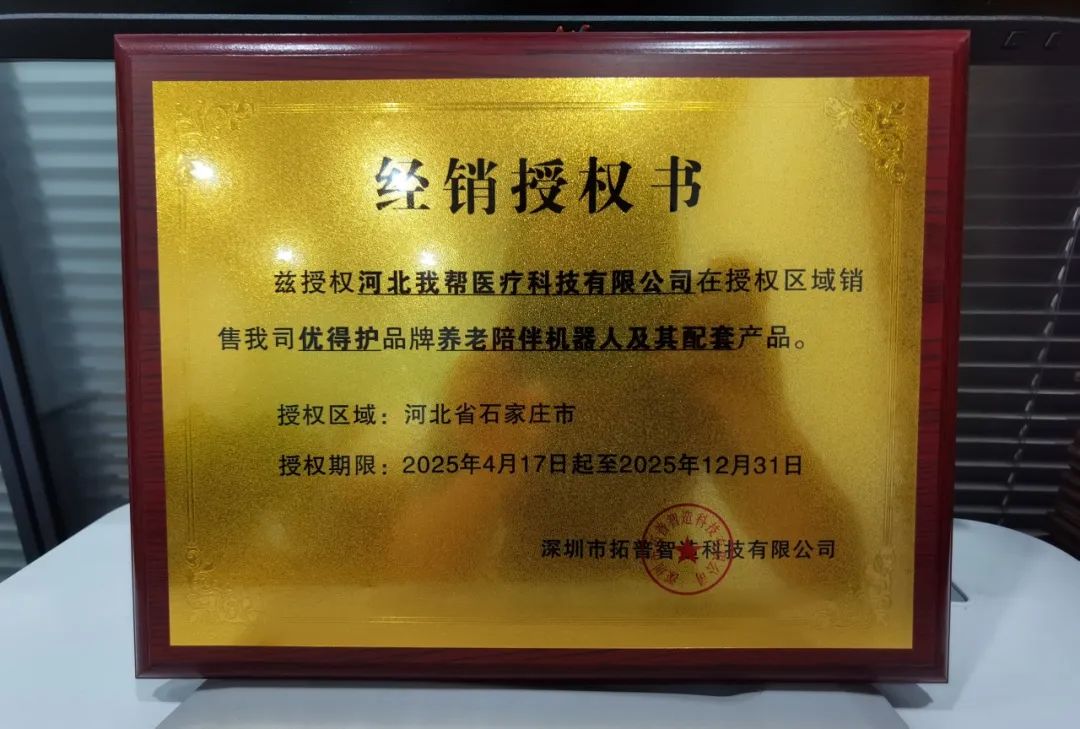 经销授权书
兹授权河北我帮医疗科技有限公司在授权区域销
售我司优得护品牌养老陪伴机器人及其配套产品。
授权区域：河北省石家庄市
授权期限：2025年4月17日起至2025年12月31日
深圳市拓普智造科技有限公司